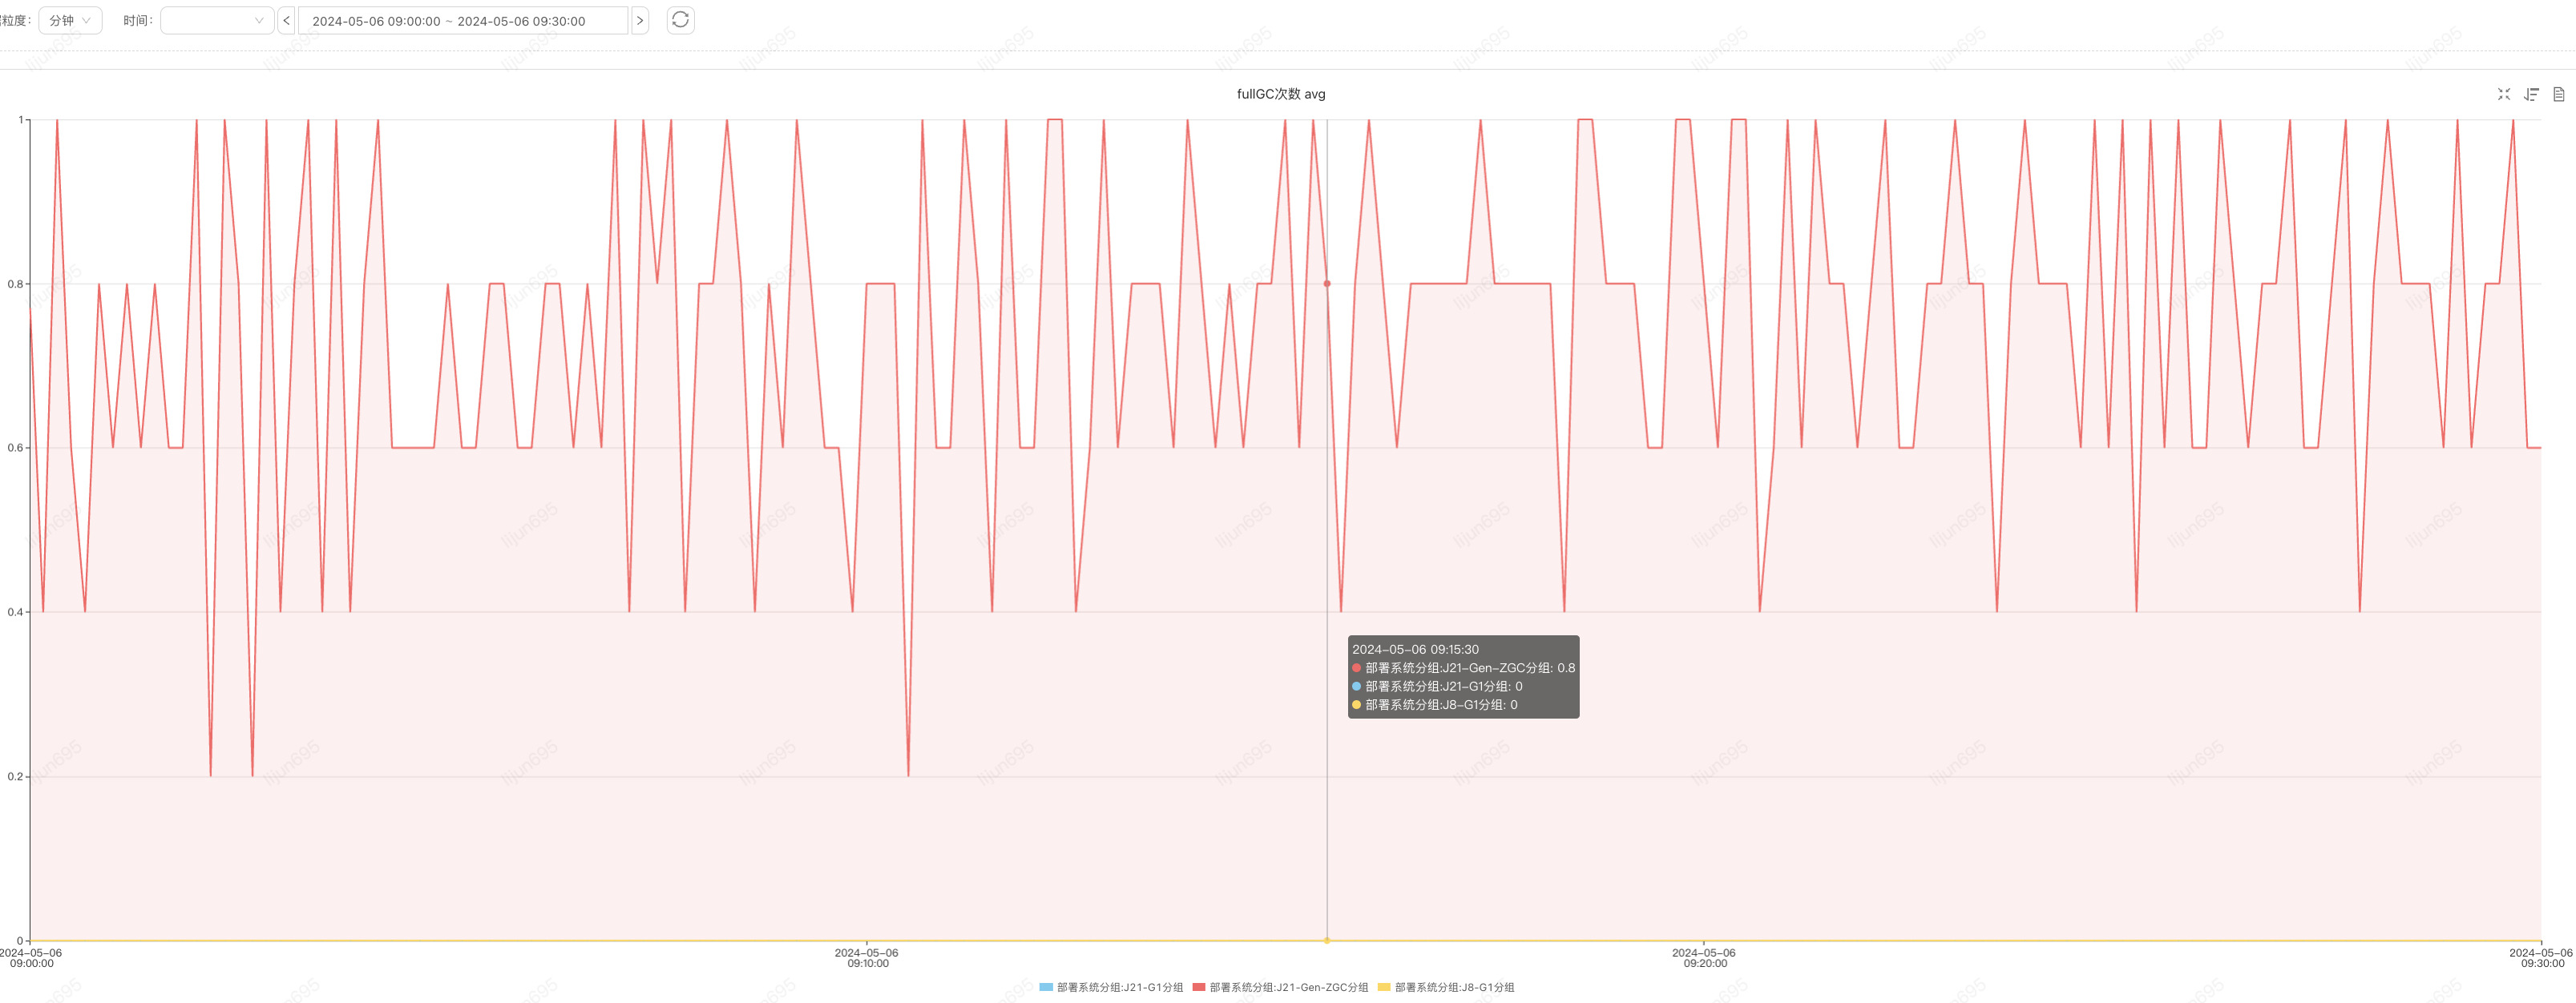 粒度: 分钟 时间: < 2024-05-06 09:00:00 ~ 2024-05-06 09:30:00 >
fullGC次数 avg
1
0.8
0.6
0.4
0.2
0
2024-05-06 09:15:30
部署系统分组:J21-Gen-ZGC分组: 0.8
部署系统分组:J21-G1分组: 0
部署系统分组:J8-G1分组: 0
2024-05-06 2024-05-06 2024-05-06 2024-05-06
09:00:00 09:10:00 09:20:00 09:30:00
部署系统分组:J21-G1分组 部署系统分组:J21-Gen-ZGC分组 部署系统分组:J8-G1分组